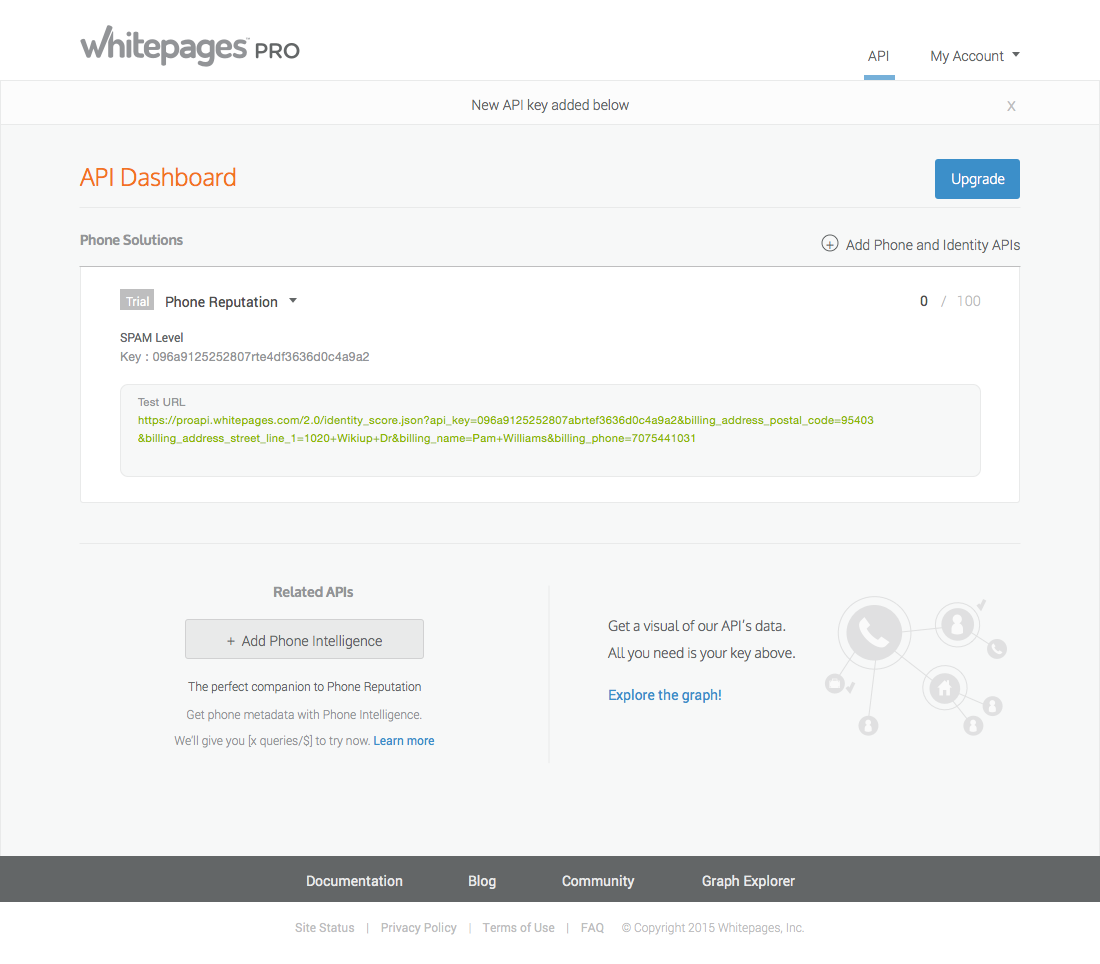 whitepages™ PRO
API My Account
New API key added below x
API Dashboard Upgrade
Phone Solutions + Add Phone and Identity APIs
Trial Phone Reputation 0 / 100
SPAM Level
Key : 096a9125252807rte4df3636d0c4a9a2
Test URL
https://proapi.whitepages.com/2.0/identity_score.json?api_key=096a9125252807abrtef3636d0c4a9a2&billing_address_postal_code=95403
&billing_address_street_line_1=1020+Wikiup+Dr&billing_name=Pam+Williams&billing_phone=7075441031
Related APIs
+ Add Phone Intelligence
The perfect companion to Phone Reputation
Get phone metadata with Phone Intelligence.
We'll give you [x queries/$] to try now. Learn more
Get a visual of our API's data.
All you need is your key above.
Explore the graph!
Documentation Blog Community Graph Explorer
Site Status | Privacy Policy | Terms of Use | FAQ © Copyright 2015 Whitepages, Inc.